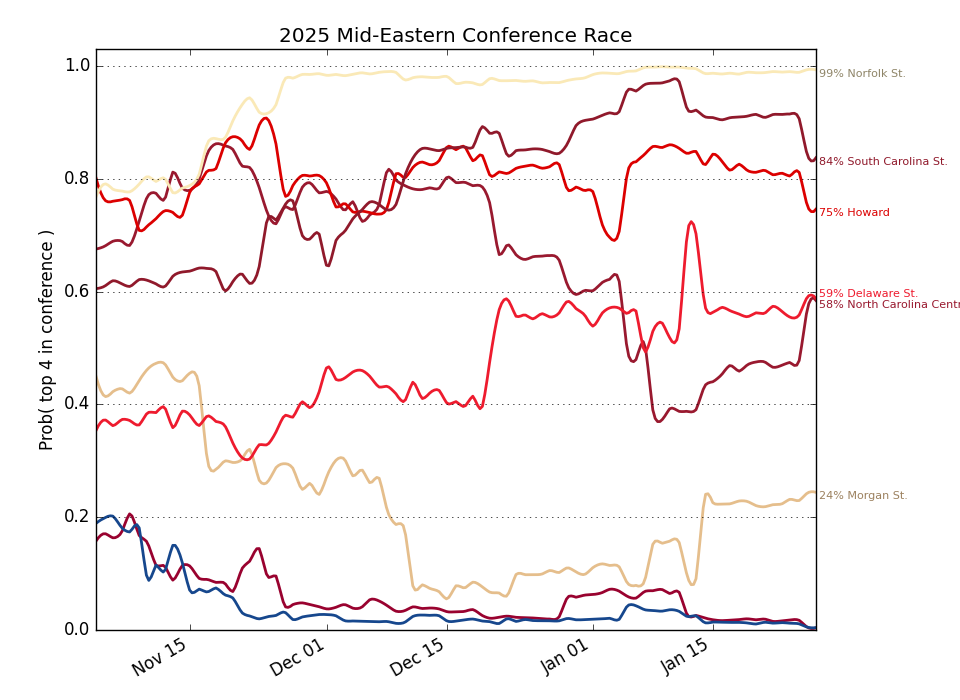 2025 Mid-Eastern Conference Race
Prob( top 4 in conference )
1.0
0.8
0.6
0.4
0.2
0.0
Nov 15
Dec 01
Dec 15
Jan 01
Jan 15
99% Norfolk St.
84% South Carolina St.
75% Howard
59% Delaware St.
58% North Carolina Centr
24% Morgan St.